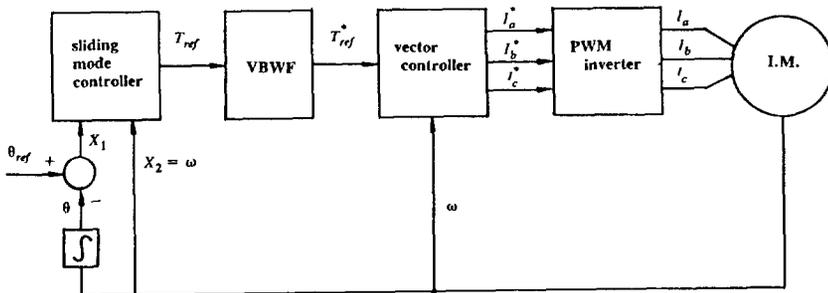 sliding
mode
controller
T_ref
VBWF
T*_ref
vector
controller
I*_a
I*_b
I*_c
PWM
inverter
I_a
I_b
I_c
I.M.
θ_ref
+
X_1
X_2 = ω
θ
−
∫
ω